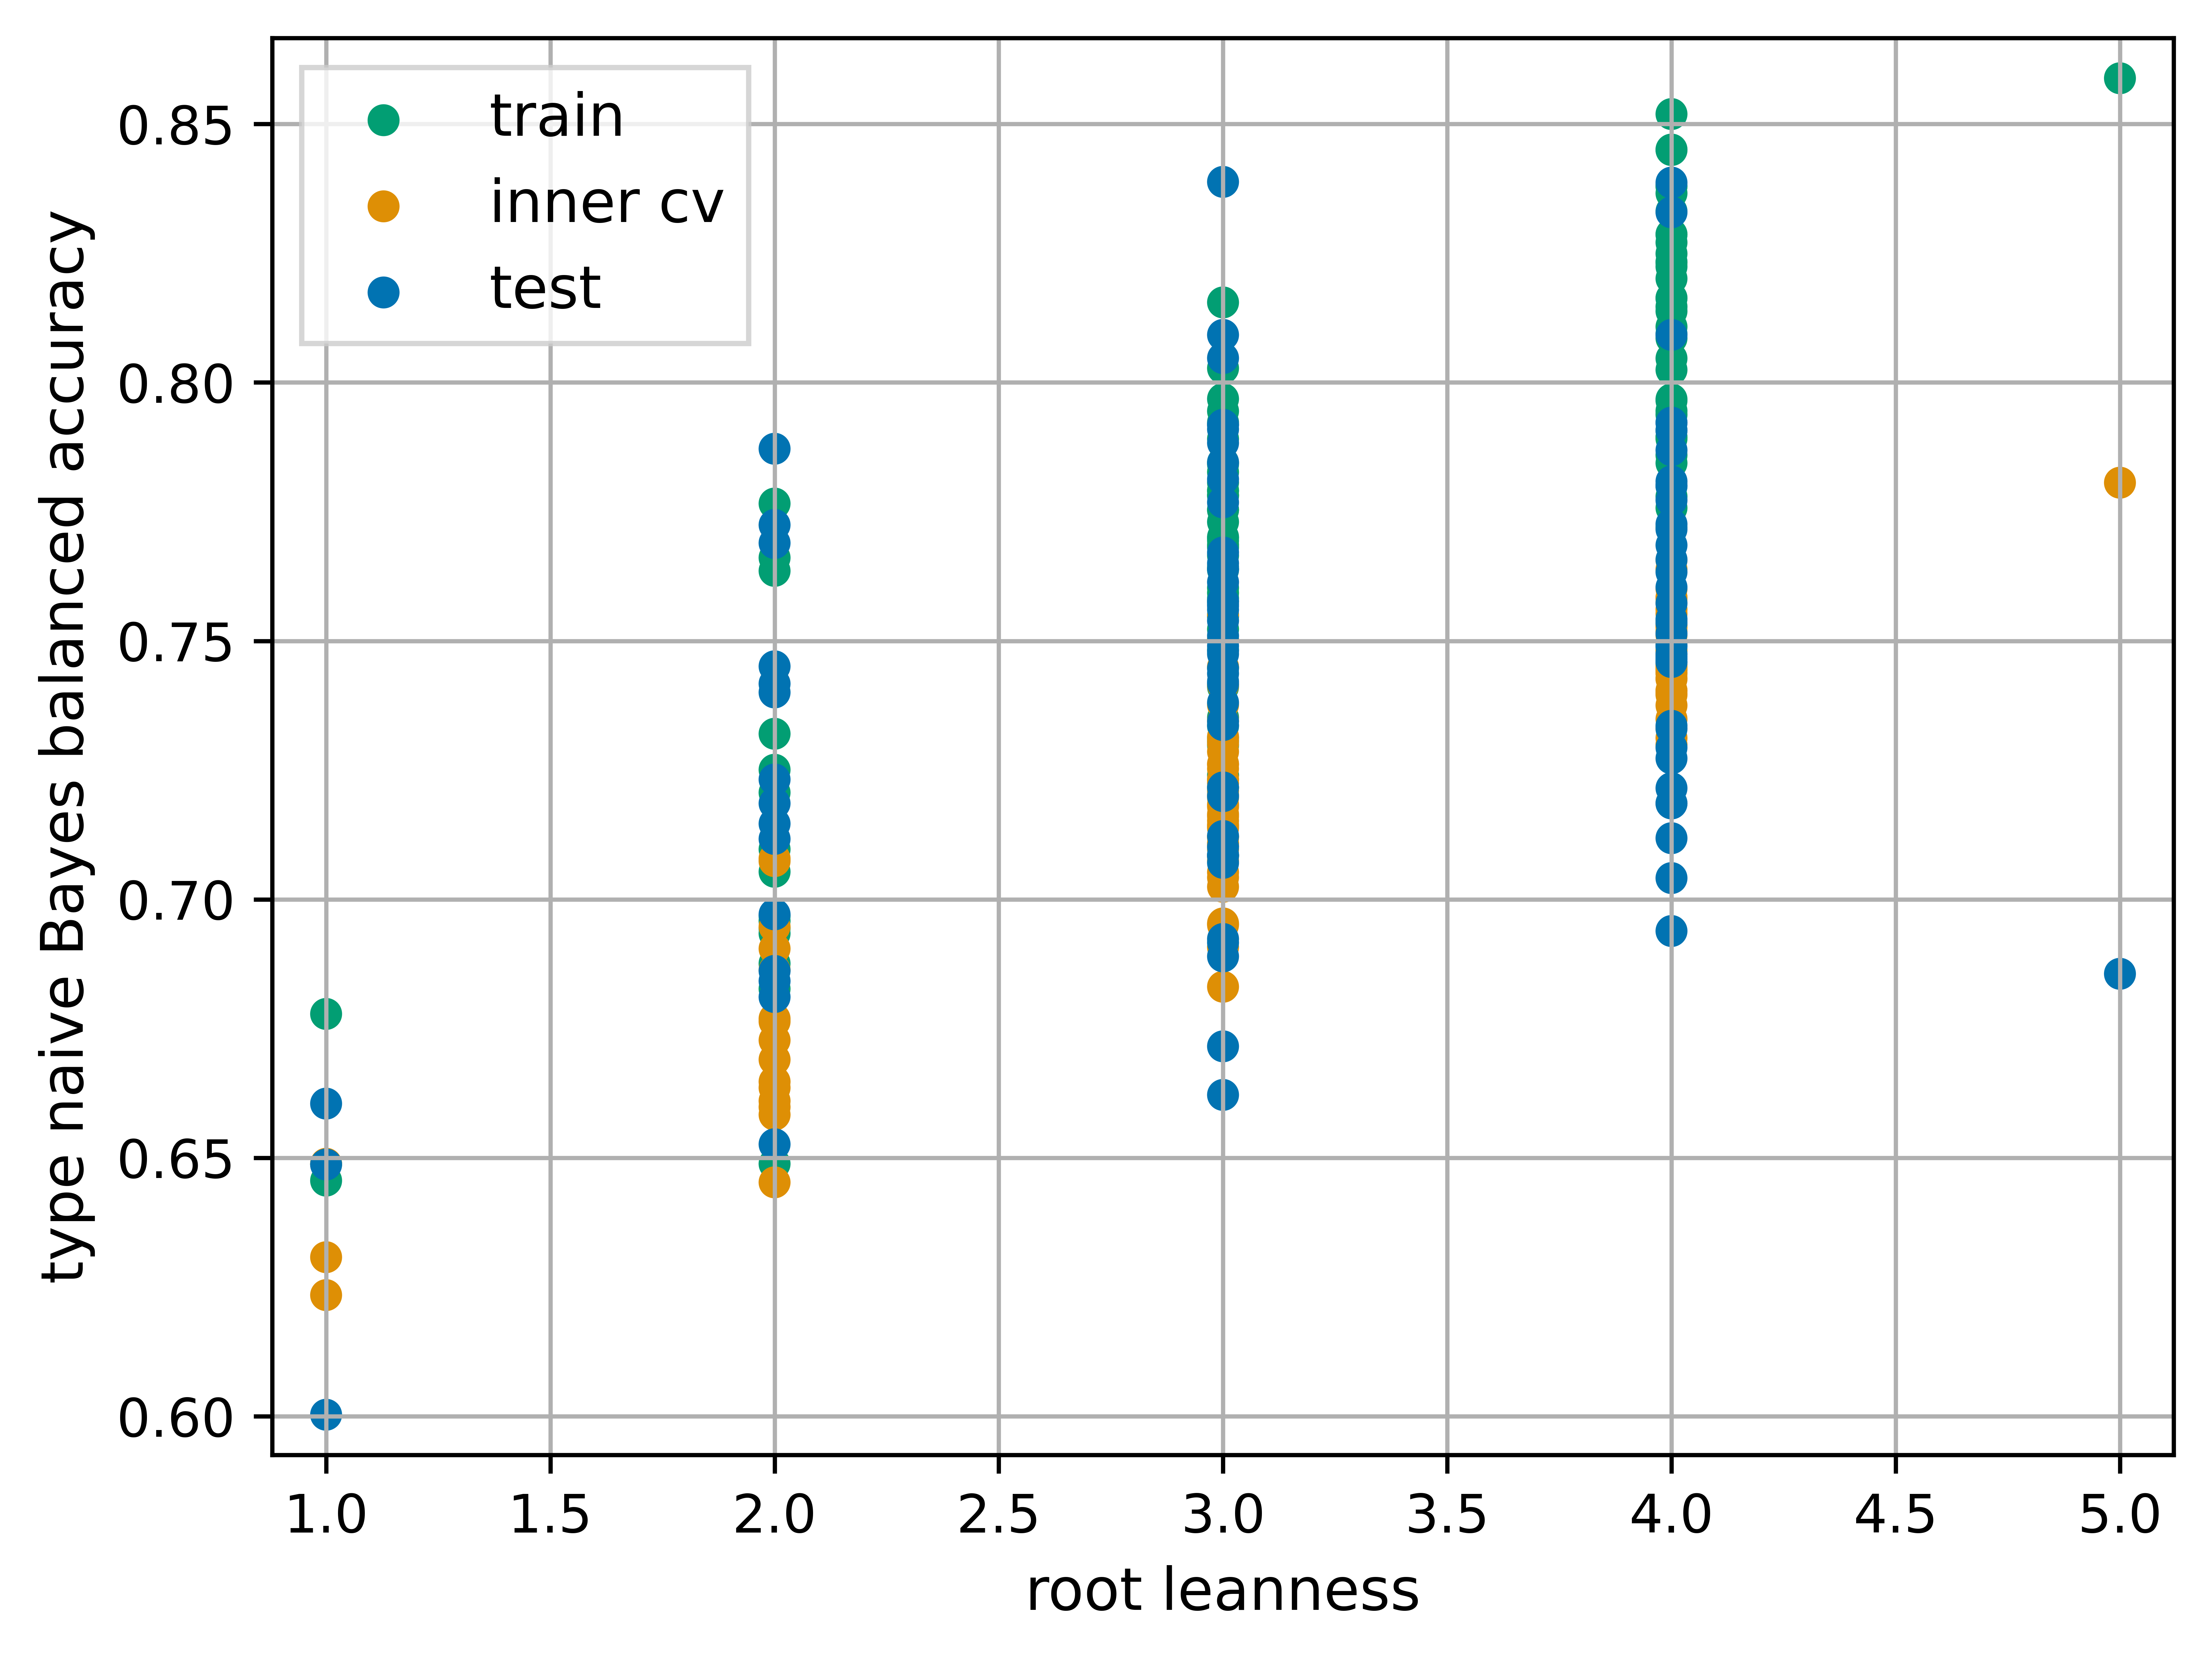 train
inner cv
test
type naive Bayes balanced accuracy
0.85
0.80
0.75
0.70
0.65
0.60
1.0 1.5 2.0 2.5 3.0 3.5 4.0 4.5 5.0
root leanness